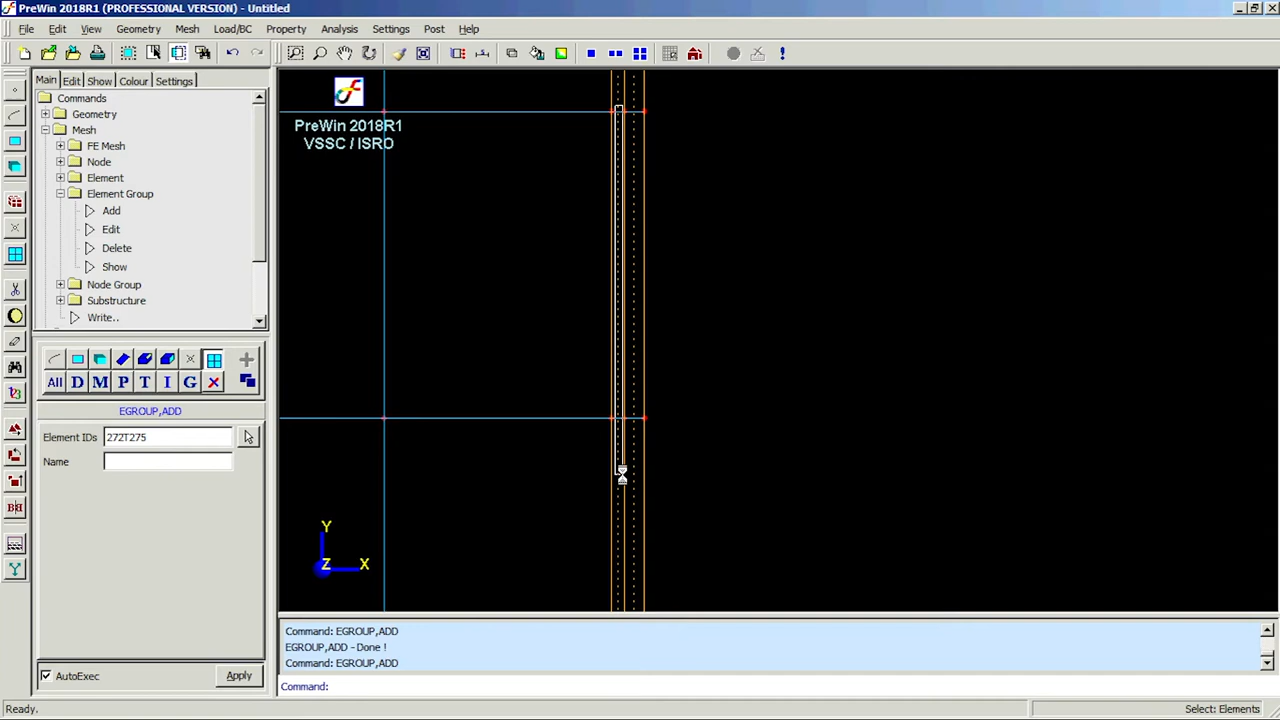 PreWin 2018R1 (PROFESSIONAL VERSION) - Untitled
File Edit View Geometry Mesh Load/BC Property Analysis Settings Post Help
Main Edit Show Colour Settings
Commands
Geometry
Mesh
FE Mesh
Node
Element
Element Group
Add
Edit
Delete
Show
Node Group
Substructure
Write..
All D M P T I G
EGROUP,ADD
Element IDs 272T275
Name
AutoExec Apply
PreWin 2018R1
VSSC / ISRO
Y
Z X
Command: EGROUP,ADD
EGROUP,ADD - Done !
Command: EGROUP,ADD
Command:
Ready. Select: Elements